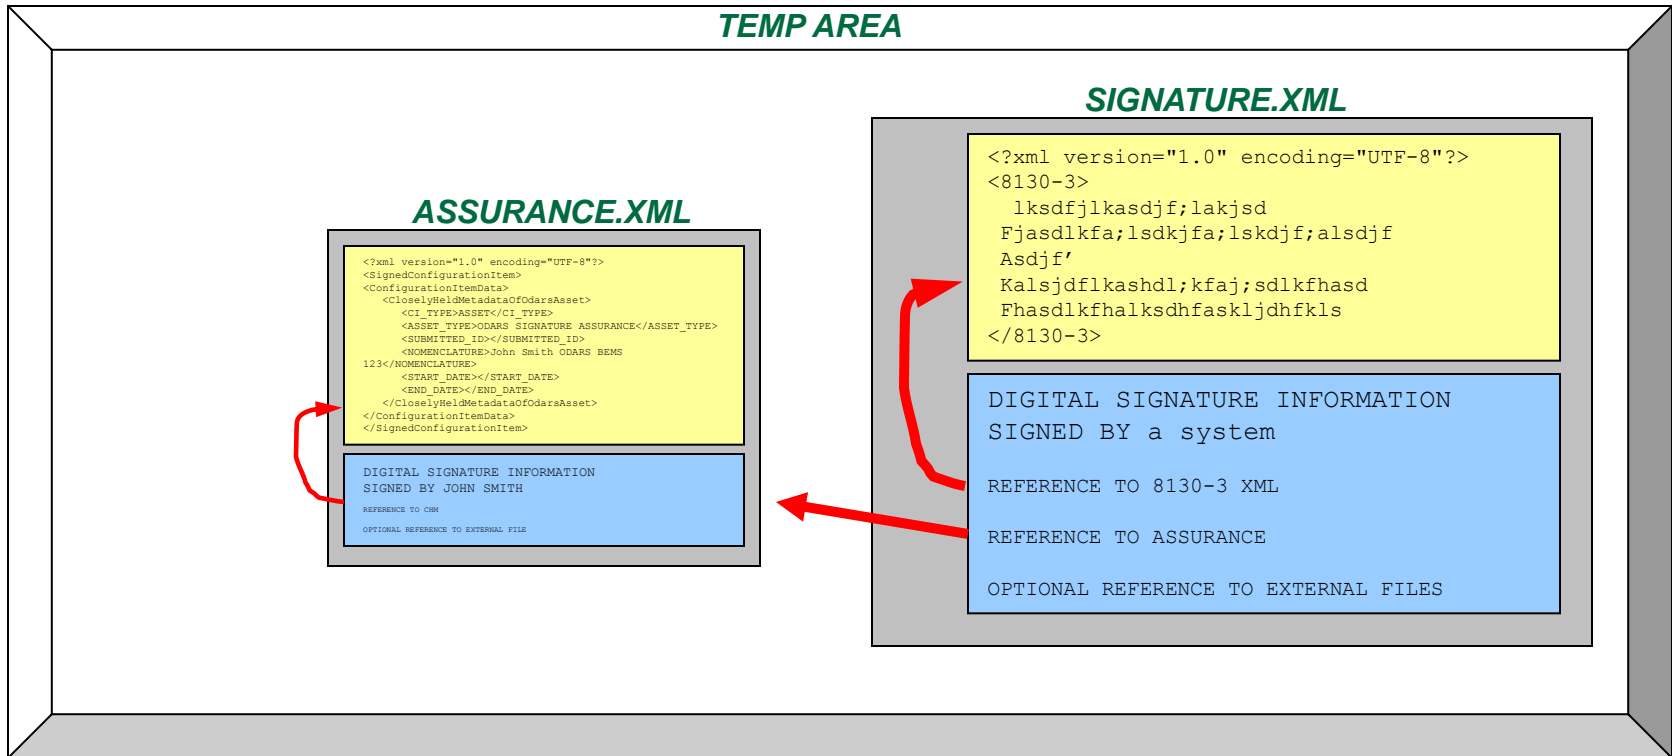 TEMP AREA
ASSURANCE.XML
<?xml version="1.0" encoding="UTF-8"?>
<SignedConfigurationItem>
<ConfigurationItemData>
<CloselyHeldMetadataOfOdarsAsset>
<CI_TYPE>ASSET</CI_TYPE>
<ASSET_TYPE>ODARS SIGNATURE ASSURANCE</ASSET_TYPE>
<SUBMITTED_ID></SUBMITTED_ID>
<NOMENCLATURE>John Smith ODARS BEMS
123</NOMENCLATURE>
<START_DATE></START_DATE>
<END_DATE></END_DATE>
</CloselyHeldMetadataOfOdarsAsset>
</ConfigurationItemData>
</SignedConfigurationItem>
DIGITAL SIGNATURE INFORMATION
SIGNED BY JOHN SMITH
REFERENCE TO CHM
OPTIONAL REFERENCE TO EXTERNAL FILE
SIGNATURE.XML
<?xml version="1.0" encoding="UTF-8"?>
<8130-3>
lksdfjlkasdjf;lakjsd
Fjasdlkfa;lsdkjfa;lskdjf;alsdjf
Asdjf’
Kalsjdflkashdl;kfaj;sdlkfhasd
Fhasdlkfhalksdhfaskljdhfkls
</8130-3>
DIGITAL SIGNATURE INFORMATION
SIGNED BY a system
REFERENCE TO 8130-3 XML
REFERENCE TO ASSURANCE
OPTIONAL REFERENCE TO EXTERNAL FILES